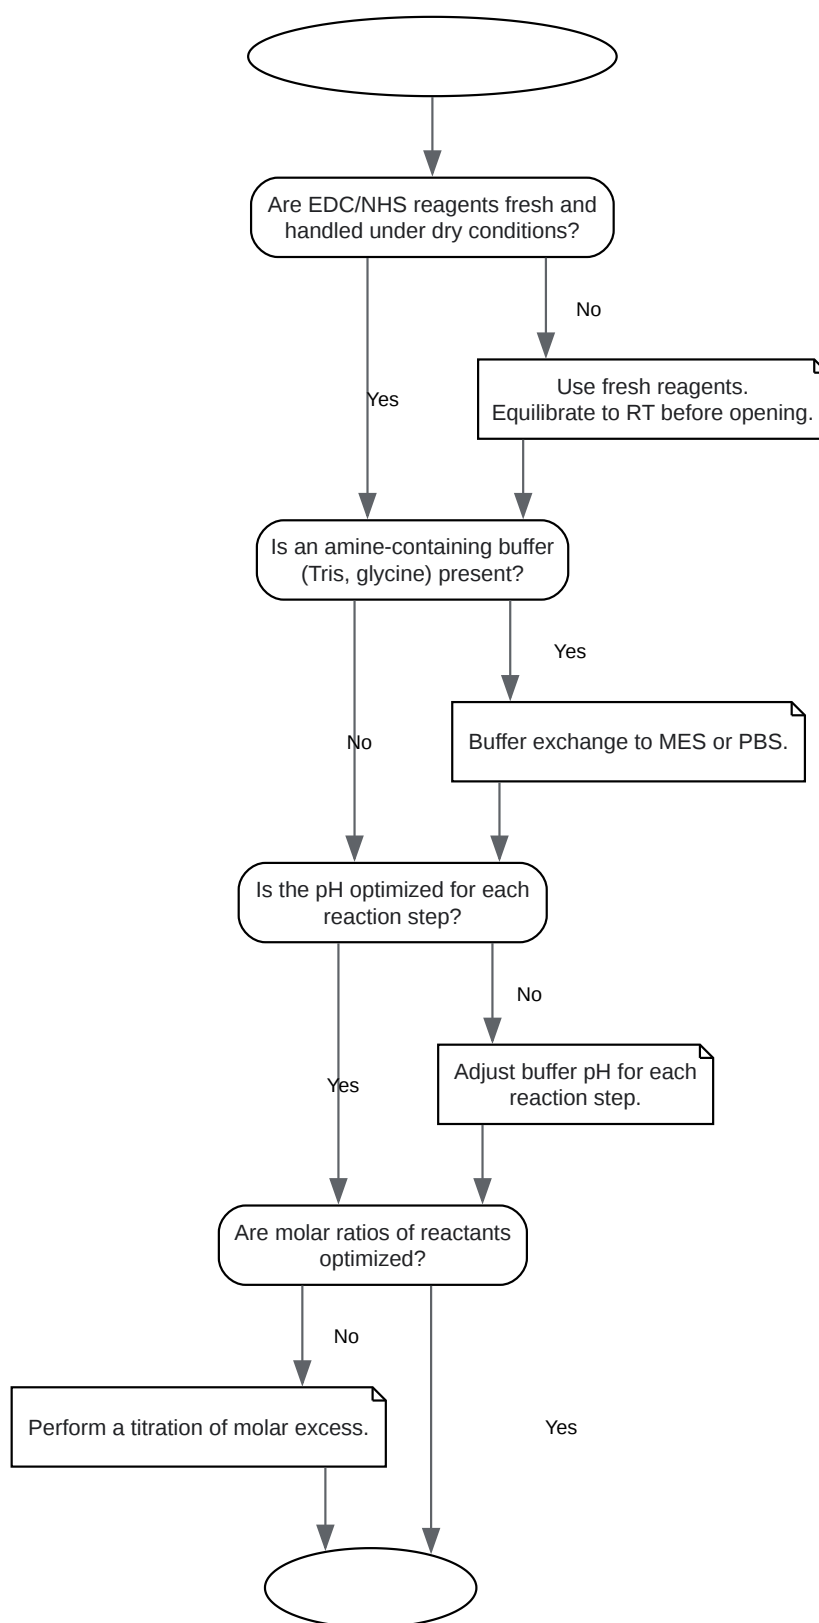 Are EDC/NHS reagents fresh and
handled under dry conditions?
No
Use fresh reagents.
Equilibrate to RT before opening.
Yes
Is an amine-containing buffer
(Tris, glycine) present?
Yes
Buffer exchange to MES or PBS.
No
Is the pH optimized for each
reaction step?
No
Adjust buffer pH for each
reaction step.
Yes
Are molar ratios of reactants
optimized?
No
Perform a titration of molar excess.
Yes